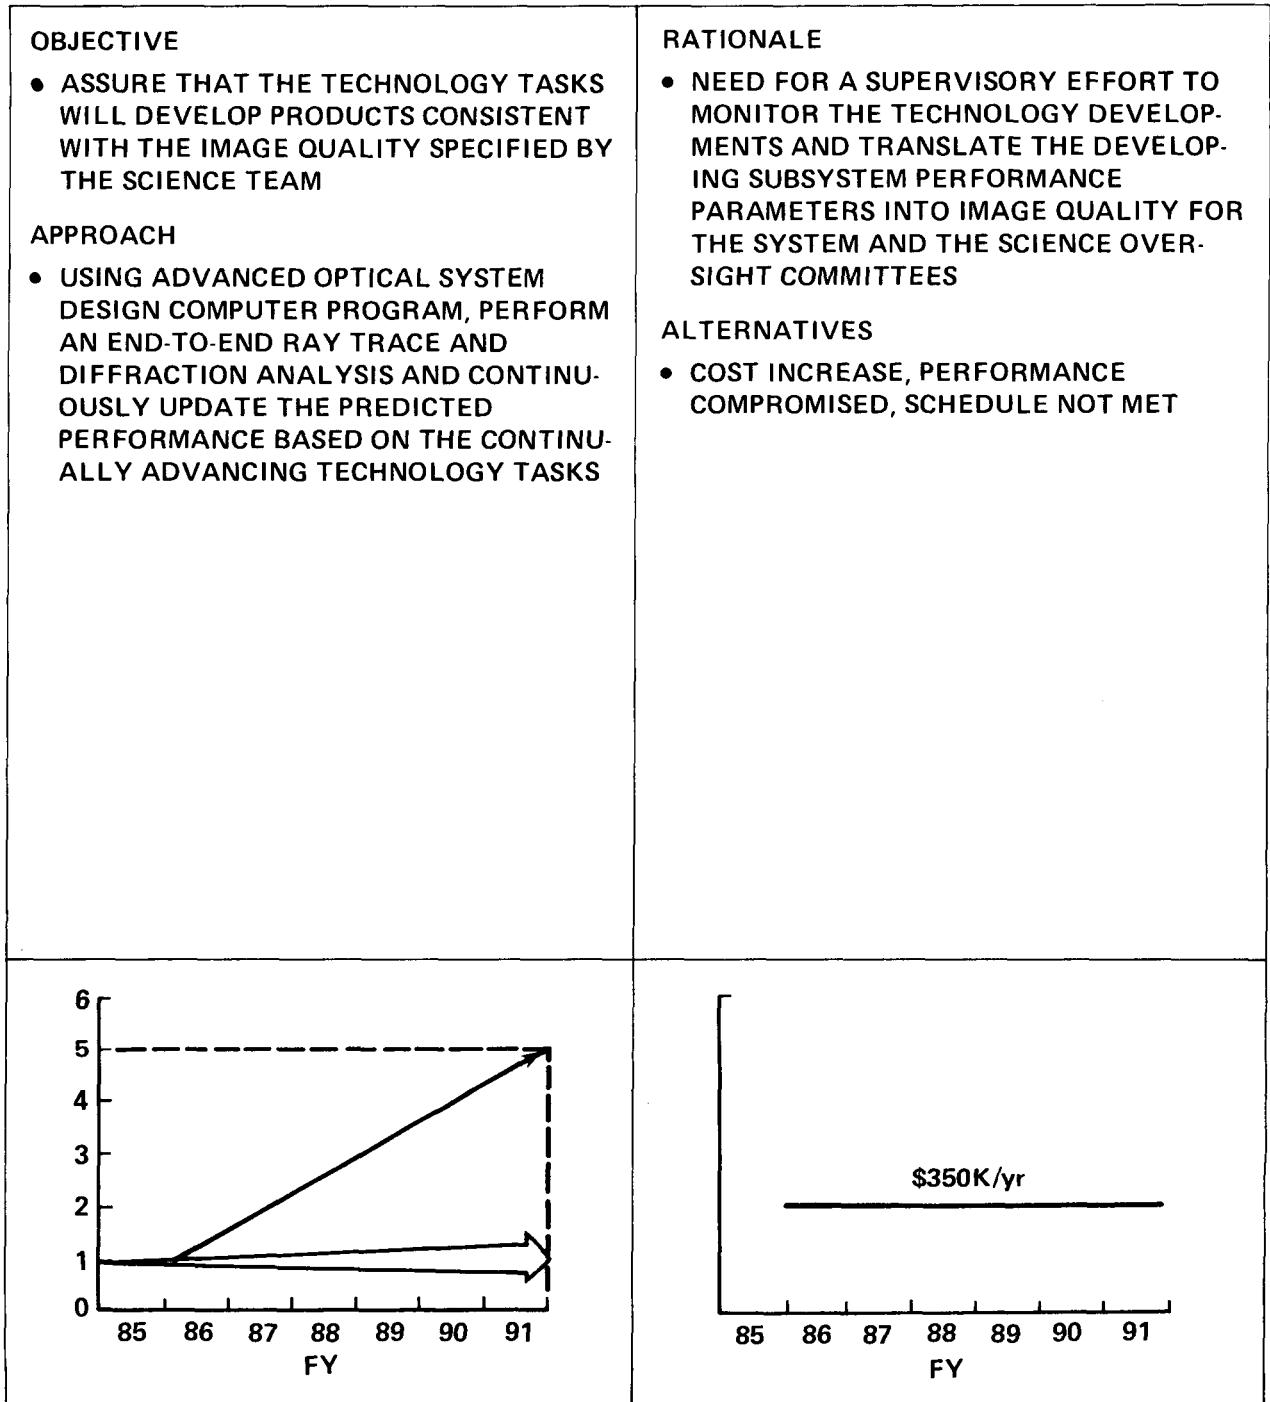 OBJECTIVE
• ASSURE THAT THE TECHNOLOGY TASKS
WILL DEVELOP PRODUCTS CONSISTENT
WITH THE IMAGE QUALITY SPECIFIED BY
THE SCIENCE TEAM
APPROACH
• USING ADVANCED OPTICAL SYSTEM
DESIGN COMPUTER PROGRAM, PERFORM
AN END-TO-END RAY TRACE AND
DIFFRACTION ANALYSIS AND CONTINU-
OUSLY UPDATE THE PREDICTED
PERFORMANCE BASED ON THE CONTINU-
ALLY ADVANCING TECHNOLOGY TASKS
RATIONALE
• NEED FOR A SUPERVISORY EFFORT TO
MONITOR THE TECHNOLOGY DEVELOP-
MENTS AND TRANSLATE THE DEVELOP-
ING SUBSYSTEM PERFORMANCE
PARAMETERS INTO IMAGE QUALITY FOR
THE SYSTEM AND THE SCIENCE OVER-
SIGHT COMMITTEES
ALTERNATIVES
• COST INCREASE, PERFORMANCE
COMPROMISED, SCHEDULE NOT MET
6
5
4
3
2
1
0
85 86 87 88 89 90 91
FY
$350K/yr
85 86 87 88 89 90 91
FY